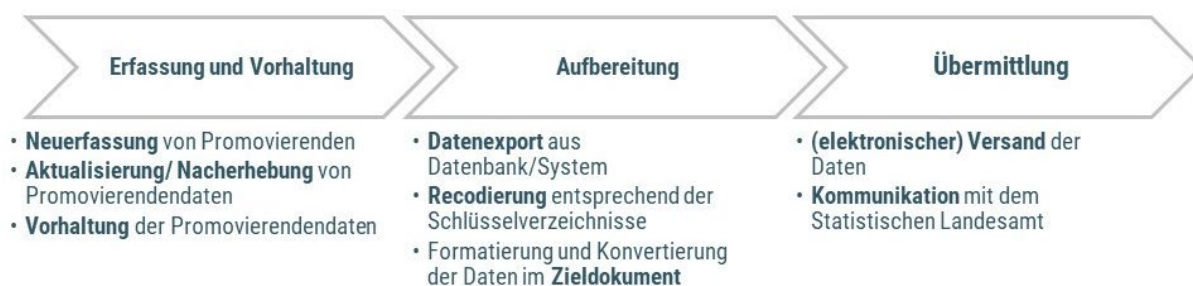 Erfassung und Vorhaltung
• Neuerfassung von Promovierenden
• Aktualisierung/ Nacherhebung von
Promovierendendaten
• Vorhaltung der Promovierendendaten
Aufbereitung
• Datenexport aus
Datenbank/System
• Recodierung entsprechend der
Schlüsselverzeichnisse
• Formatierung und Konvertierung
der Daten im Zieldokument
Übermittlung
• (elektronischer) Versand der
Daten
• Kommunikation mit dem
Statistischen Landesamt